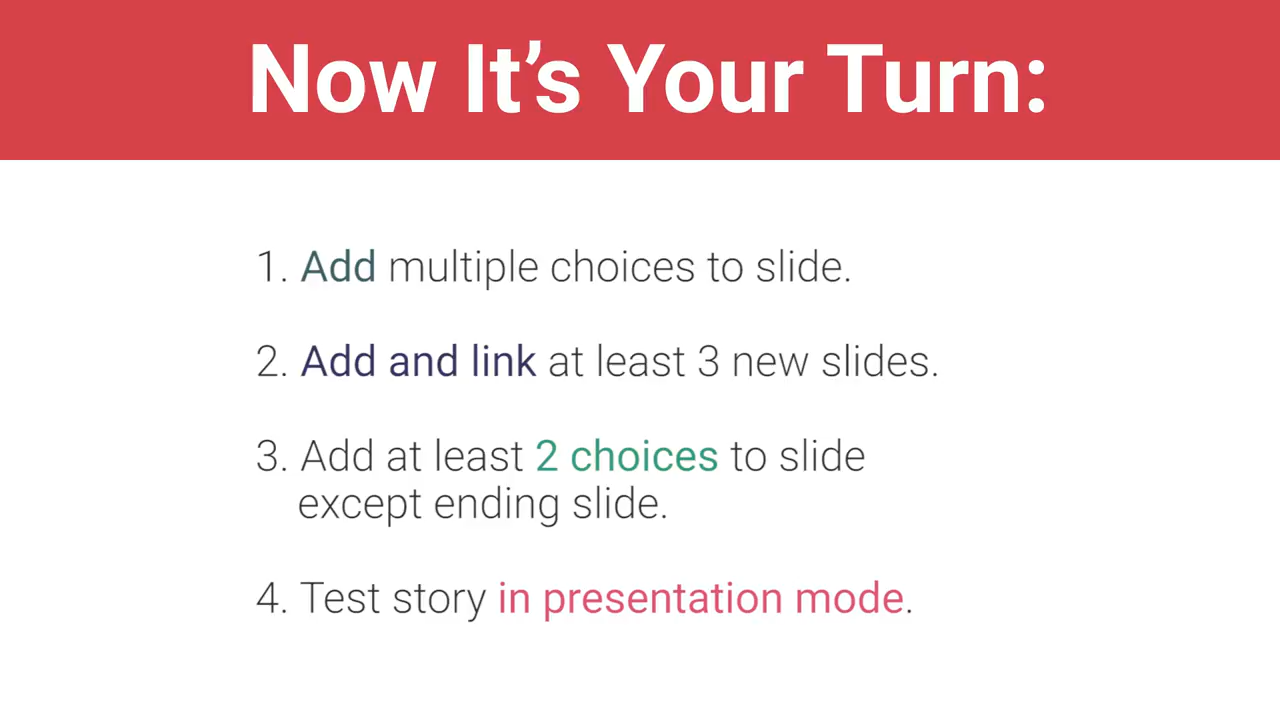 Now It’s Your Turn:
1. Add multiple choices to slide.
2. Add and link at least 3 new slides.
3. Add at least 2 choices to slide
except ending slide.
4. Test story in presentation mode.